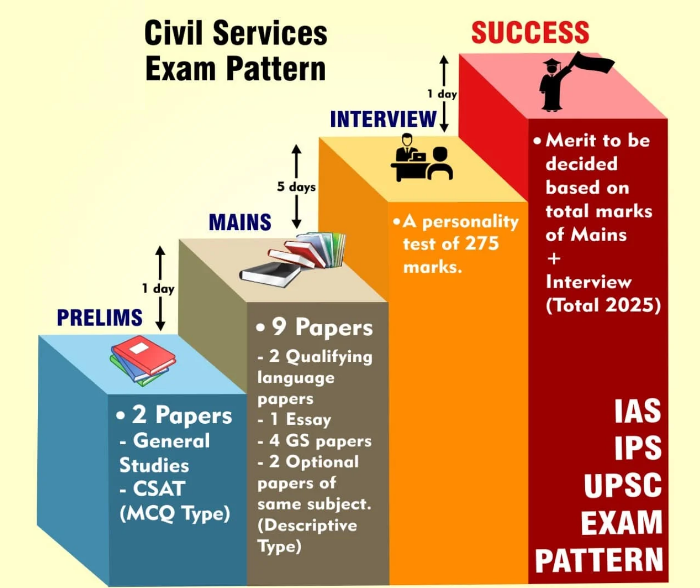 Civil Services
Exam Pattern
SUCCESS
1 day
INTERVIEW
5 days
MAINS
1 day
PRELIMS
• 2 Papers
- General
Studies
- CSAT
(MCQ Type)
• 9 Papers
- 2 Qualifying
language
papers
- 1 Essay
- 4 GS papers
- 2 Optional
papers of
same subject.
(Descriptive
Type)
• A personality
test of 275
marks.
• Merit to be
decided
based on
total marks
of Mains
+
Interview
(Total 2025)
IAS
IPS
UPSC
EXAM
PATTERN